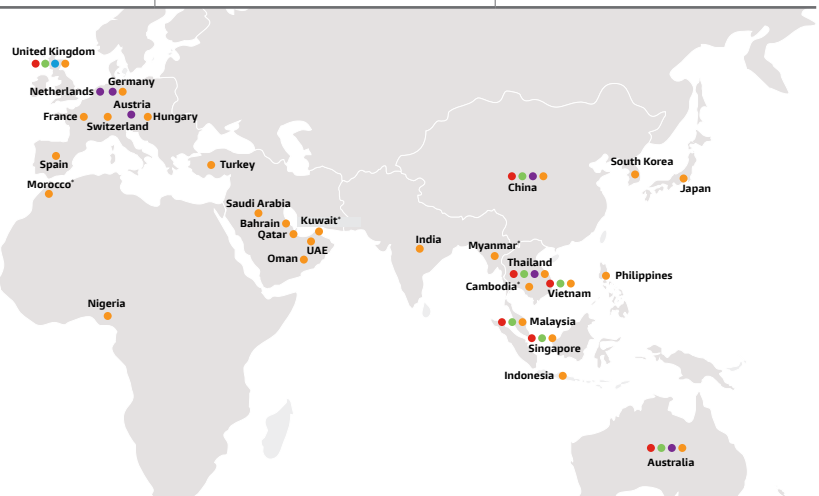 United Kingdom
Germany
Netherlands
Austria
France
Hungary
Switzerland
Spain
Turkey
Morocco*
Saudi Arabia
Bahrain
Kuwait*
Qatar
UAE
Oman
Nigeria
India
China
South Korea
Japan
Myanmar*
Thailand
Cambodia*
Vietnam
Philippines
Malaysia
Singapore
Indonesia
Australia